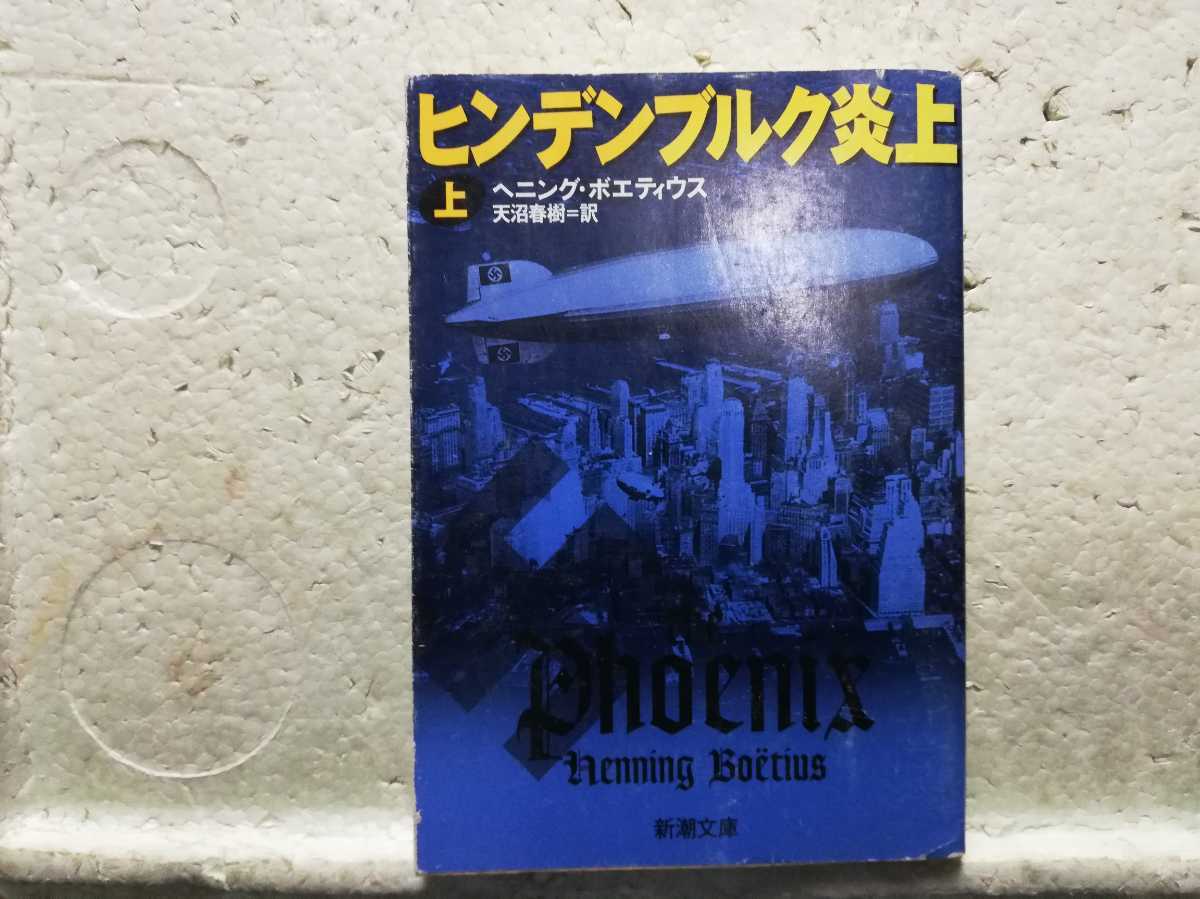 ヒンデンブルク炎上
上
ヘニング・ボエティウス
天沼春樹=訳
Phöenix
Henning Boëtius
新潮文庫